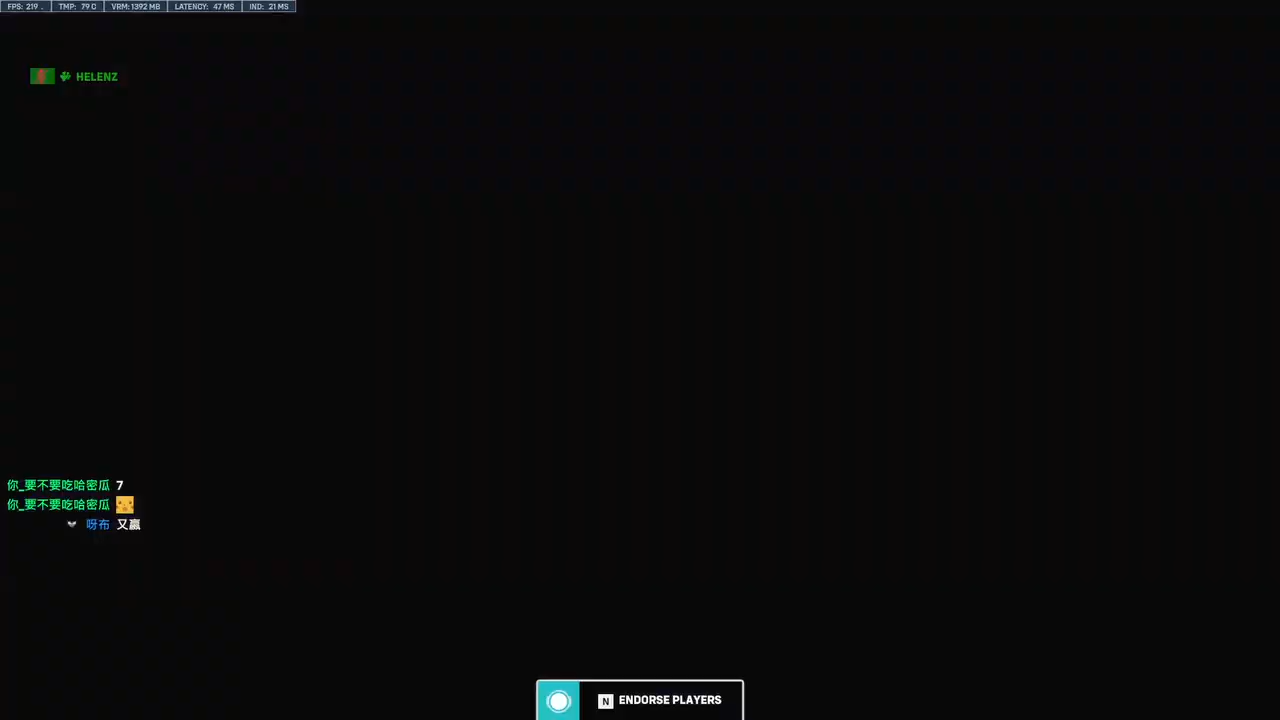 FPS: 219 . TMP: 79 C VRM: 1392 MB LATENCY: 47 MS IND: 21 MS
HELENZ
你_要不要吃哈密瓜 7
你_要不要吃哈密瓜
呀布 又赢
N ENDORSE PLAYERS